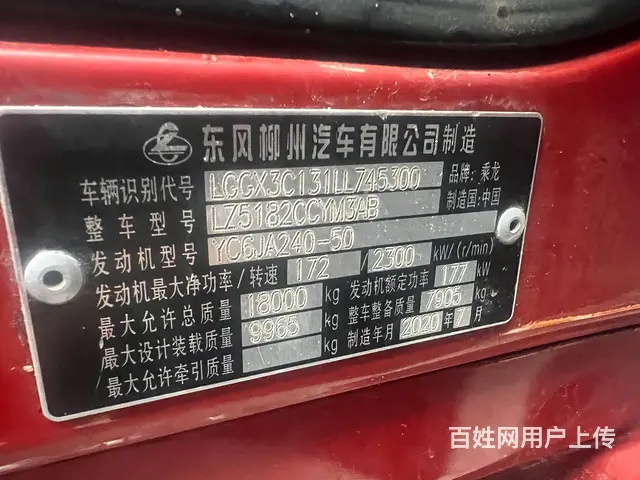 东风柳州汽车有限公司 制造
车辆识别代号 LGGX3C131LL745300 品牌:乘龙
整车型号 LZ5182CCYM3AB 制造国:中国
发动机型号 YC6JA240-50
发动机最大净功率/转速 172 / 2300 kW/(r/min)
最大允许总质量 18000 kg 发动机额定功率 177 kW
最大设计装载质量 9965 kg 整车整备质量 7905 kg
最大允许牵引质量 kg 制造年月 2020 年 7 月
百姓网用户上传